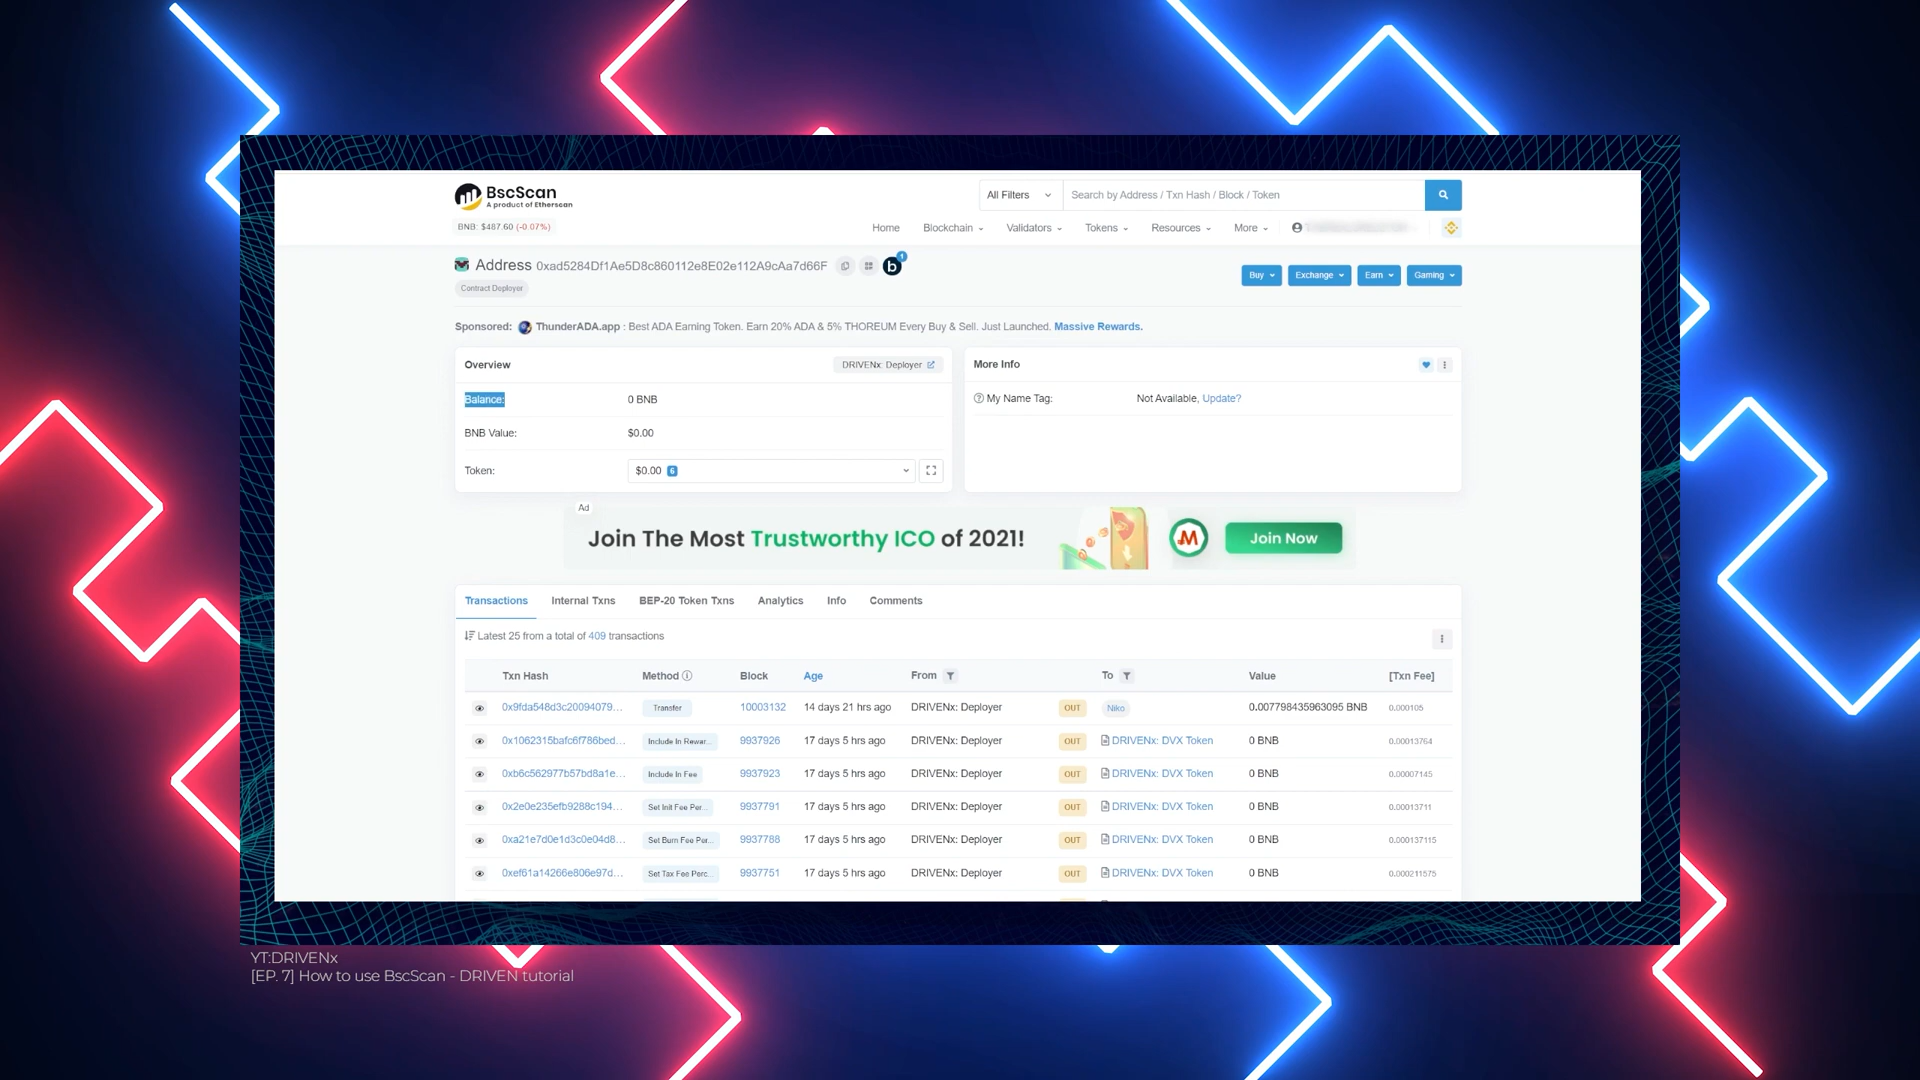 BscScan
A product of Etherscan
All Filters
Search by Address / Txn Hash / Block / Token
BNB: $487.60 (-0.07%)
Home Blockchain Validators Tokens Resources More
Address 0xad5284Df1Ae5D8c860112e8E02e112A9cAa7d66F b 1
Contract Deployer
Buy Exchange Earn Gaming
Sponsored: ThunderADA.app : Best ADA Earning Token. Earn 20% ADA & 5% THOREUM Every Buy & Sell. Just Launched. Massive Rewards.
Overview DRIVENx: Deployer
Balance: 0 BNB
BNB Value: $0.00
Token: $0.00 6
More Info
My Name Tag: Not Available, Update?
Ad
Join The Most Trustworthy ICO of 2021! M Join Now
Transactions Internal Txns BEP-20 Token Txns Analytics Info Comments
Latest 25 from a total of 409 transactions
Txn Hash Method Block Age From To Value [Txn Fee]
0x9fda548d3c20094079... Transfer 10003132 14 days 21 hrs ago DRIVENx: Deployer OUT Niko 0.007798435963095 BNB 0.000105
0x1062315bafc6f786bed... Include In Rewar... 9937926 17 days 5 hrs ago DRIVENx: Deployer OUT DRIVENx: DVX Token 0 BNB 0.00013764
0xb6c562977b57bd8a1e... Include In Fee 9937923 17 days 5 hrs ago DRIVENx: Deployer OUT DRIVENx: DVX Token 0 BNB 0.00007145
0x2e0e235efb9288c194... Set Init Fee Per... 9937791 17 days 5 hrs ago DRIVENx: Deployer OUT DRIVENx: DVX Token 0 BNB 0.00013711
0xa21e7d0e1d3c0e04d8... Set Burn Fee Per... 9937788 17 days 5 hrs ago DRIVENx: Deployer OUT DRIVENx: DVX Token 0 BNB 0.000137115
0xef61a14266e806e97d... Set Tax Fee Perc... 9937751 17 days 5 hrs ago DRIVENx: Deployer OUT DRIVENx: DVX Token 0 BNB 0.000211575
YT:DRIVENx
[EP. 7] How to use BscScan - DRIVEN tutorial